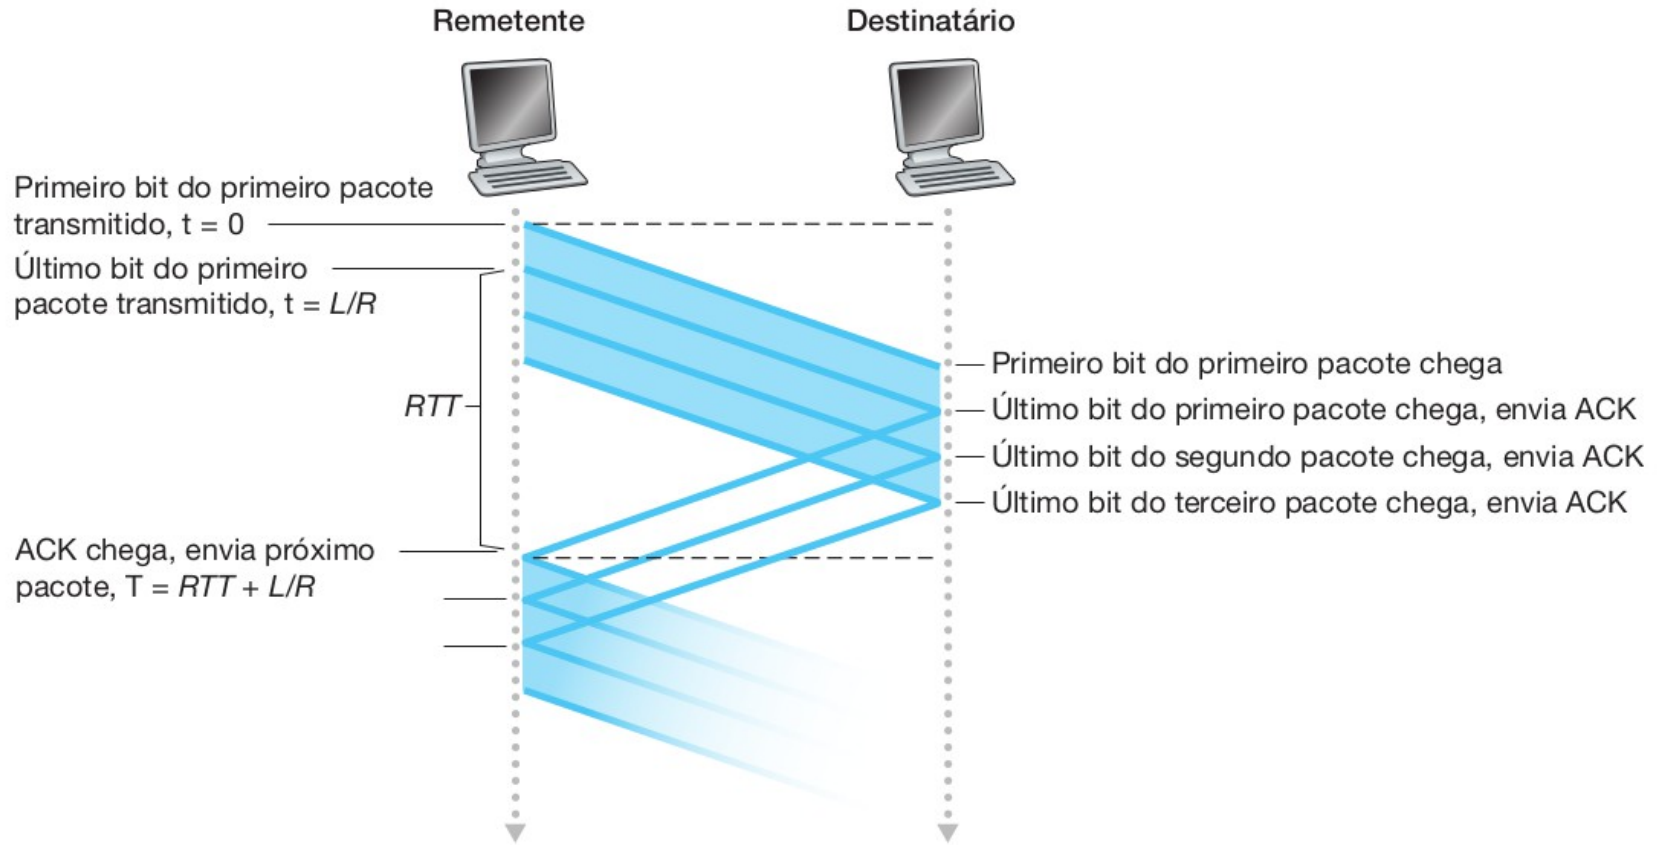 Remetente
Destinatário
Primeiro bit do primeiro pacote
transmitido, t = 0
Último bit do primeiro
pacote transmitido, t = L/R
RTT
ACK chega, envia próximo
pacote, T = RTT + L/R
Primeiro bit do primeiro pacote chega
Último bit do primeiro pacote chega, envia ACK
Último bit do segundo pacote chega, envia ACK
Último bit do terceiro pacote chega, envia ACK